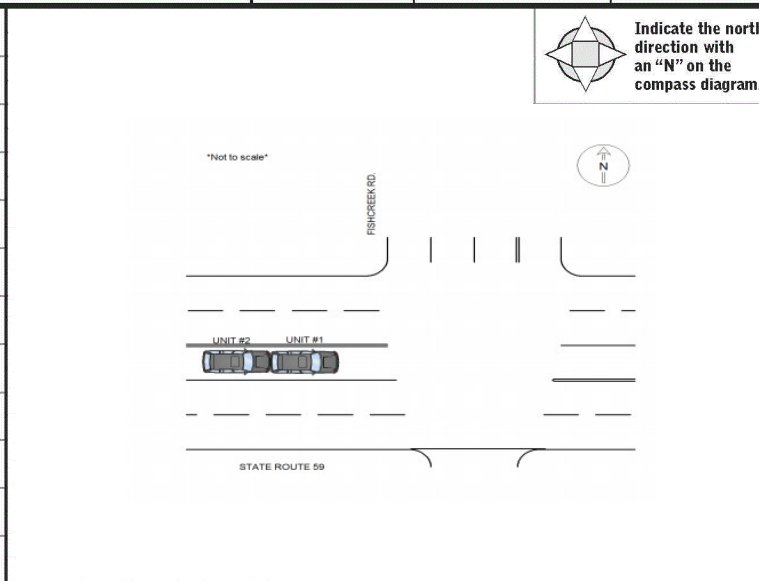 Indicate the north
direction with
an “N” on the
compass diagram.
*Not to scale*
N
FISHCREEK RD.
UNIT #2
UNIT #1
STATE ROUTE 59